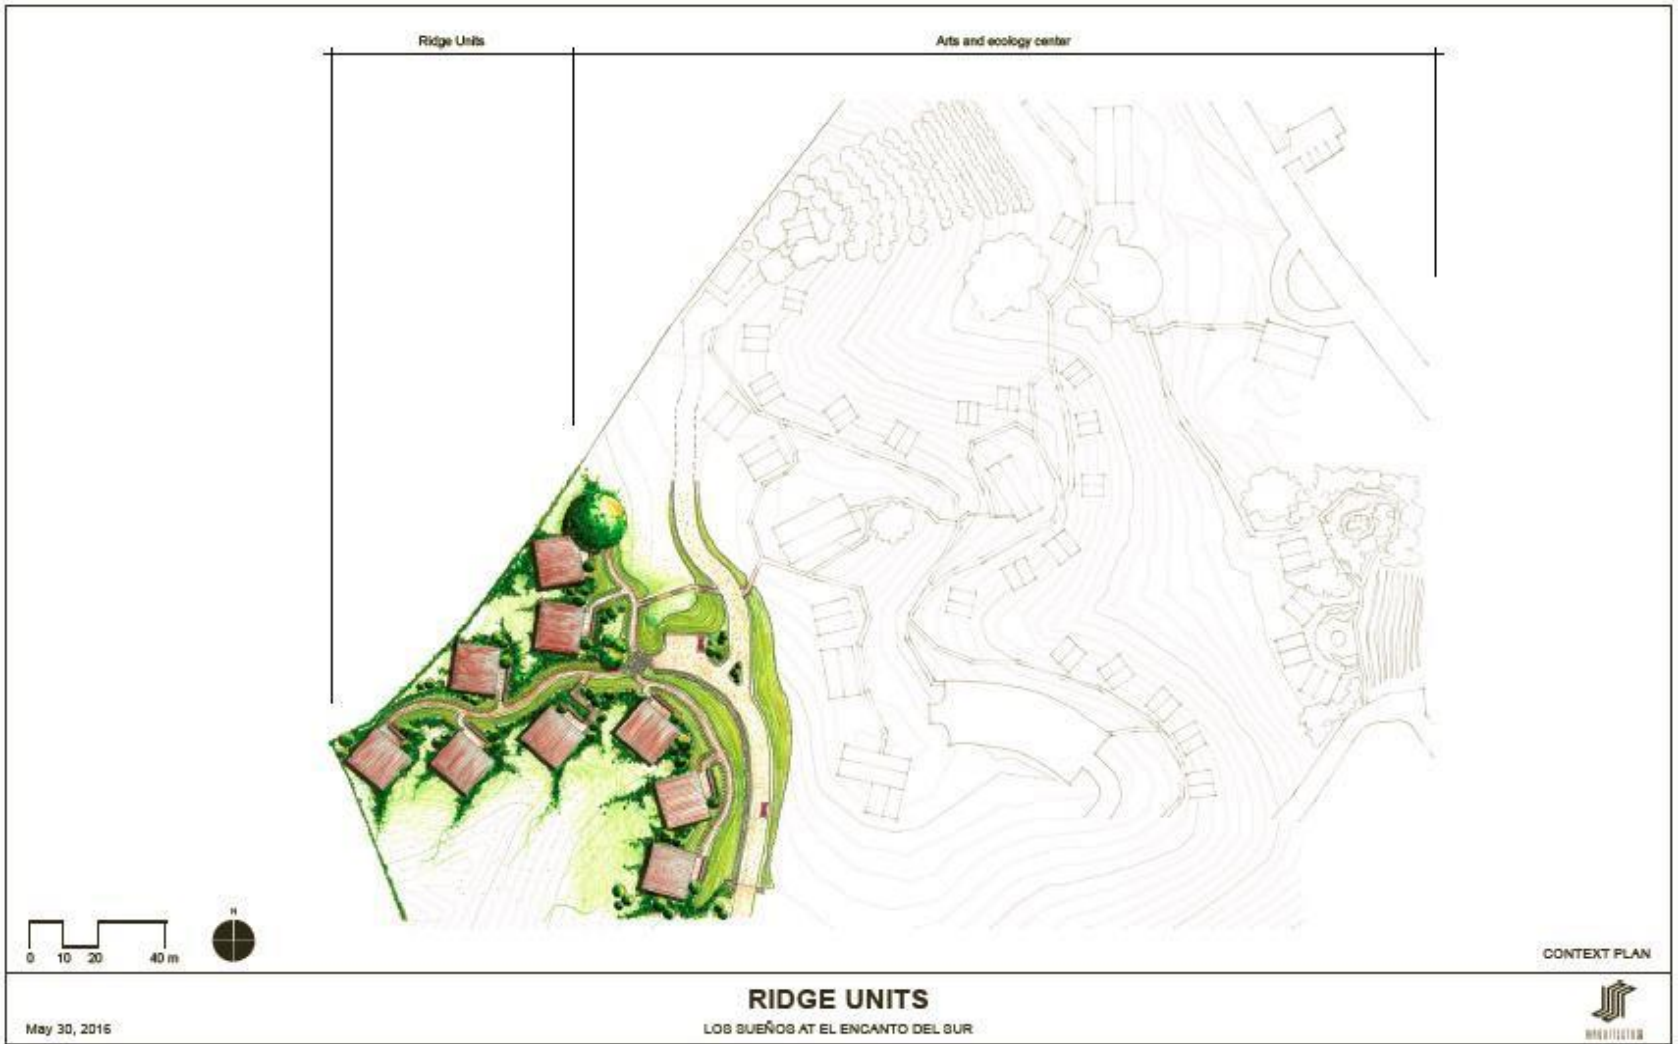 Ridge Units
Arts and ecology center
N
0 10 20 40 m
CONTEXT PLAN
RIDGE UNITS
May 30, 2016
LOS SUEÑOS AT EL ENCANTO DEL SUR